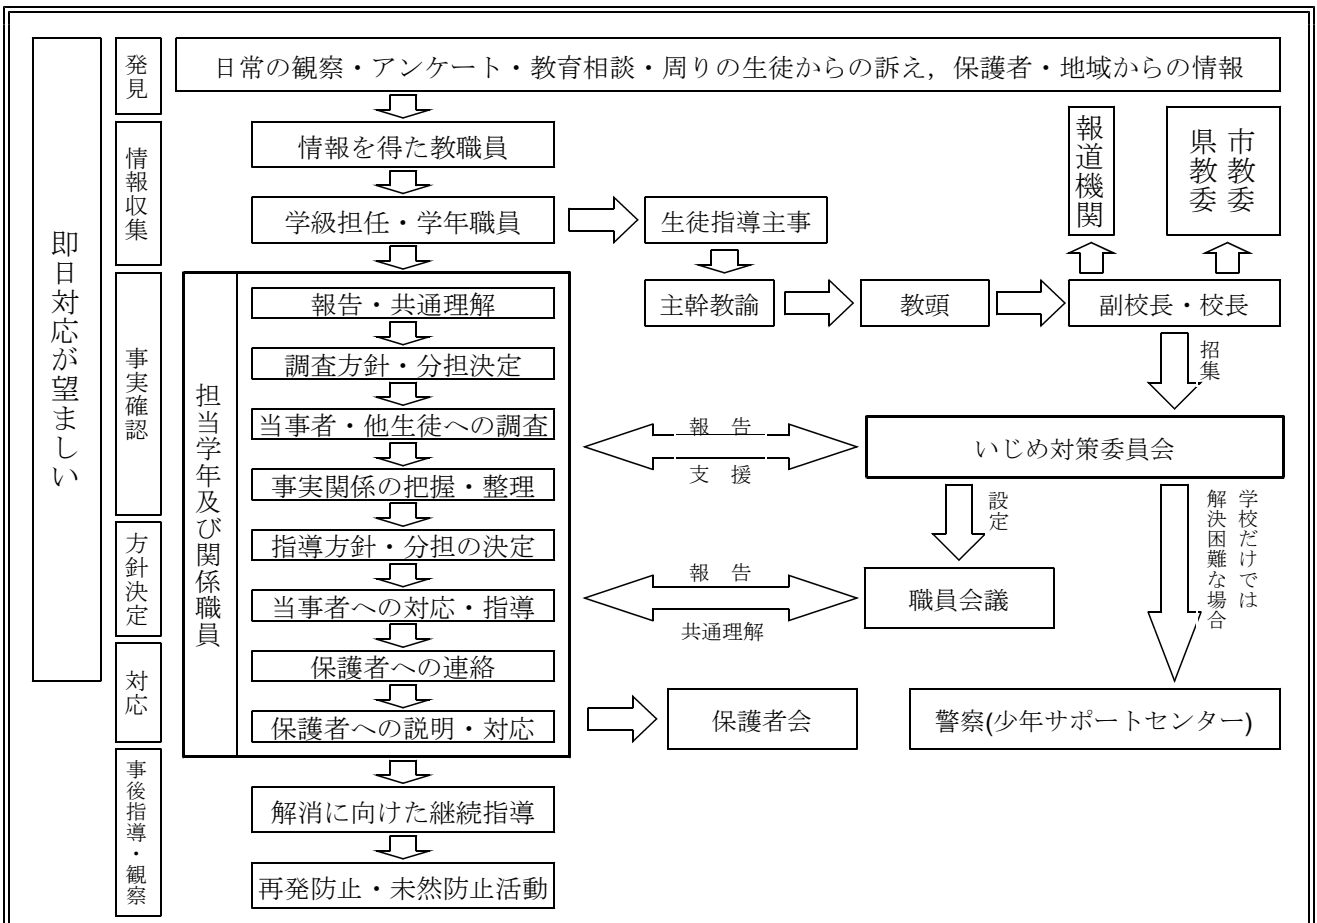 即日対応が望ましい
発見
日常の観察・アンケート・教育相談・周りの生徒からの訴え，保護者・地域からの情報
情報収集
情報を得た教職員
学級担任・学年職員
生徒指導主事
主幹教諭
教頭
副校長・校長
報道機関
市教委
県教委
招集
事実確認
担当学年及び関係職員
報告・共通理解
調査方針・分担決定
当事者・他生徒への調査
事実関係の把握・整理
報　告
支　援
いじめ対策委員会
設定
学校だけでは
解決困難な場合
方針決定
指導方針・分担の決定
当事者への対応・指導
報　告
共通理解
職員会議
対応
保護者への連絡
保護者への説明・対応
保護者会
警察(少年サポートセンター)
事後指導・観察
解消に向けた継続指導
再発防止・未然防止活動